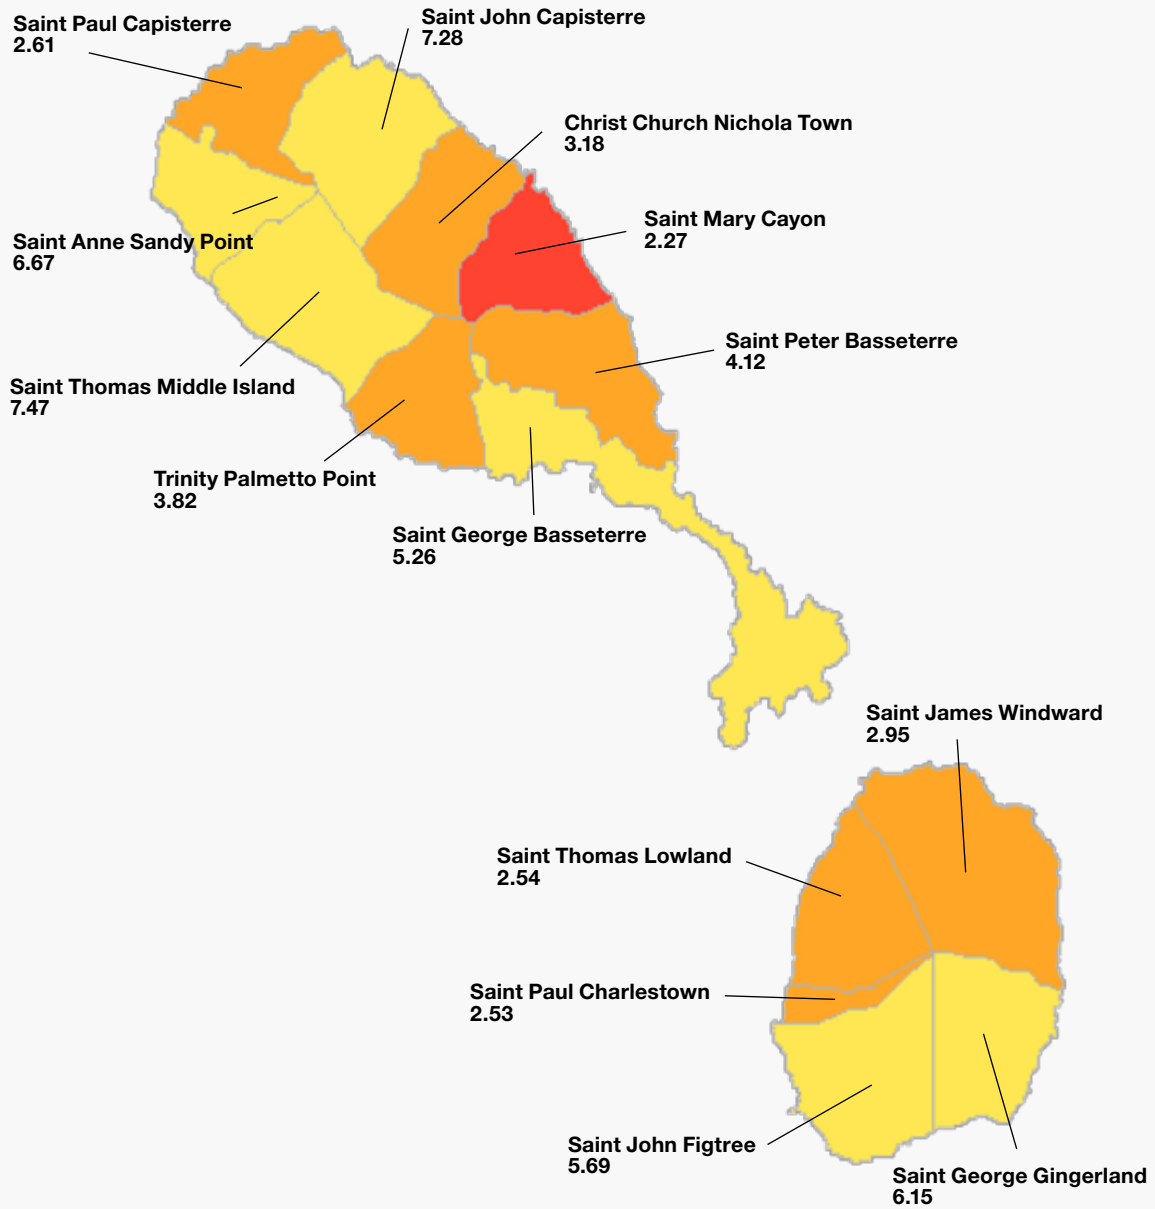 Saint Paul Capisterre
2.61
Saint John Capisterre
7.28
Christ Church Nichola Town
3.18
Saint Mary Cayon
2.27
Saint Anne Sandy Point
6.67
Saint Peter Basseterre
4.12
Saint Thomas Middle Island
7.47
Trinity Palmetto Point
3.82
Saint George Basseterre
5.26
Saint James Windward
2.95
Saint Thomas Lowland
2.54
Saint Paul Charlestown
2.53
Saint John Figtree
5.69
Saint George Gingerland
6.15